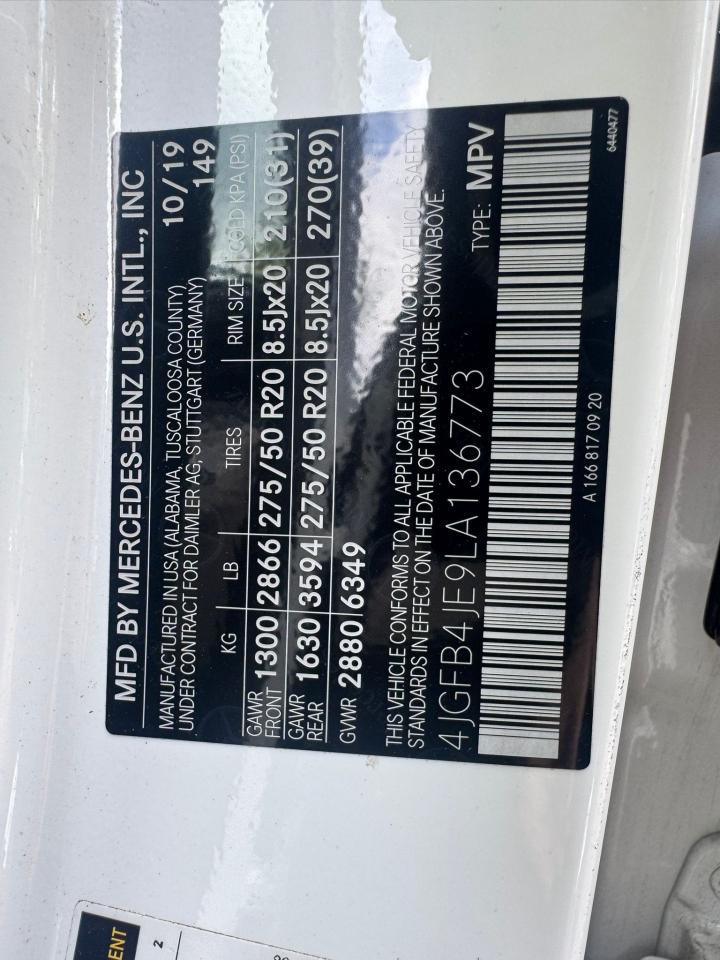 MFD BY MERCEDES-BENZ U.S. INTL., INC
MANUFACTURED IN USA (ALABAMA, TUSCALOOSA COUNTY) 10/19
UNDER CONTRACT FOR DAIMLER AG, STUTTGART (GERMANY) 149
KG LB TIRES RIM SIZE COLD KPA (PSI)
GAWR FRONT 1300 2866 275/50 R20 8.5Jx20 210(31)
GAWR REAR 1630 3594 275/50 R20 8.5Jx20 270(39)
GVWR 2880 6349
THIS VEHICLE CONFORMS TO ALL APPLICABLE FEDERAL MOTOR VEHICLE SAFETY
STANDARDS IN EFFECT ON THE DATE OF MANUFACTURE SHOWN ABOVE.
4JGFB4JE9LA136773 TYPE: MPV
A 166 817 09 20
6440477
2